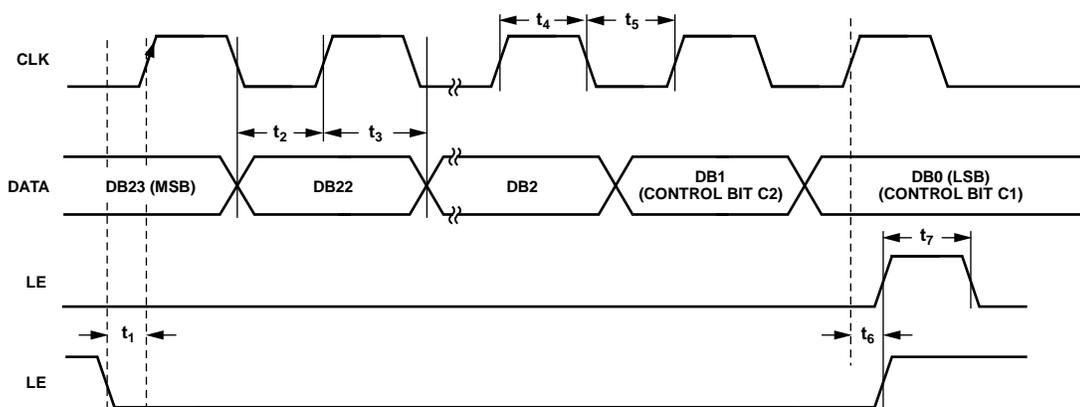 t4
t5
CLK
t2
t3
DATA
DB23 (MSB)
DB22
DB2
DB1
(CONTROL BIT C2)
DB0 (LSB)
(CONTROL BIT C1)
t7
LE
t1
t6
LE